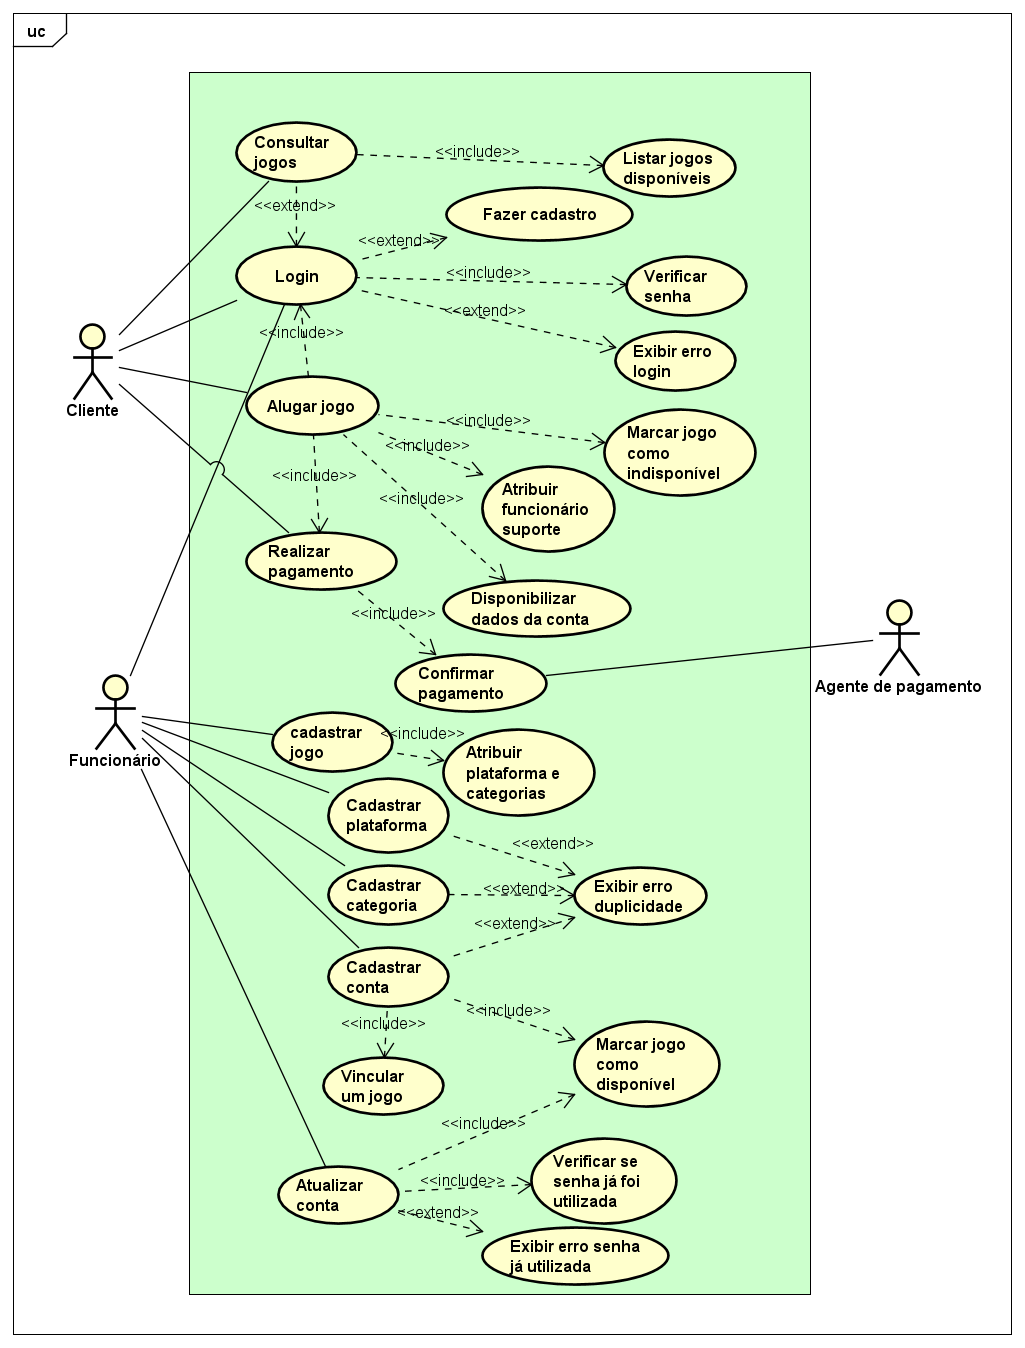 uc
Consultar
jogos
<<include>>
Listar jogos
disponíveis
<<extend>>
Fazer cadastro
<<extend>>
Login
<<include>>
Verificar
senha
<<extend>>
Exibir erro
login
<<include>>
Cliente
Alugar jogo
<<include>>
Marcar jogo
como
indisponível
<<include>>
Atribuir
funcionário
suporte
<<include>>
<<include>>
Realizar
pagamento
Disponibilizar
dados da conta
<<include>>
Confirmar
pagamento
Agente de pagamento
Funcionário
cadastrar
jogo
<<include>>
Atribuir
plataforma e
categorias
Cadastrar
plataforma
<<extend>>
Cadastrar
categoria
<<extend>>
Exibir erro
duplicidade
<<extend>>
Cadastrar
conta
<<include>>
<<include>>
Marcar jogo
como
disponível
Vincular
um jogo
<<include>>
Atualizar
conta
<<include>>
Verificar se
senha já foi
utilizada
<<extend>>
Exibir erro senha
já utilizada